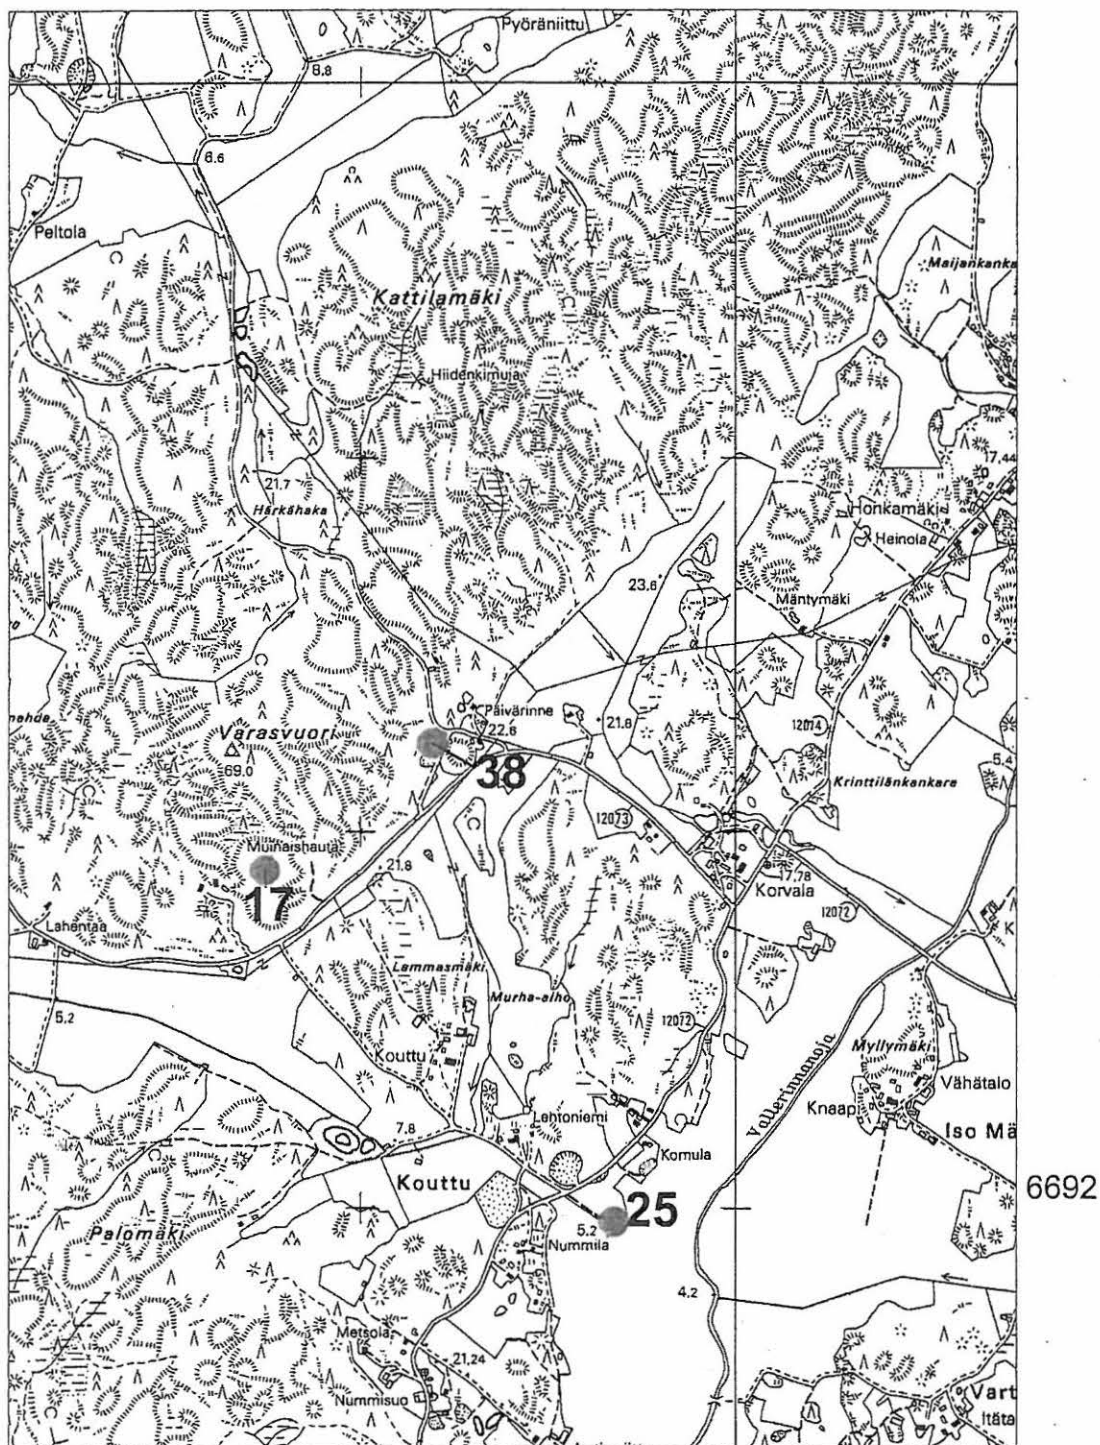 Pyöräniittu
8.8
6.6
Peltola
Maijankanka
Kattilamäki
Hiidenkimuja
17,44
21.7
Härkähaka
Honkamäki
Heinola
23.6
Mäntymäki
Päivärinne
22.6
21.8
12074
Varasvuori
69.0
38
5.4
Krinttilänkankare
12073
Muinaishauta
21.8
17.78
Korvala
17
12072
Lahentaa
K
Lammasmäki
Murha-aho
5.2
12072
Vallerinnanoja
Myllymäki
Kouttu
Vähätalo
Knaapi
Lehtoniemi
7.8
Iso Mä
Komula
Kouttu
6692
25
5.2
Palomäki
Nummila
4.2
Metsola
21,24
Nummisuo
Vart
Itäta